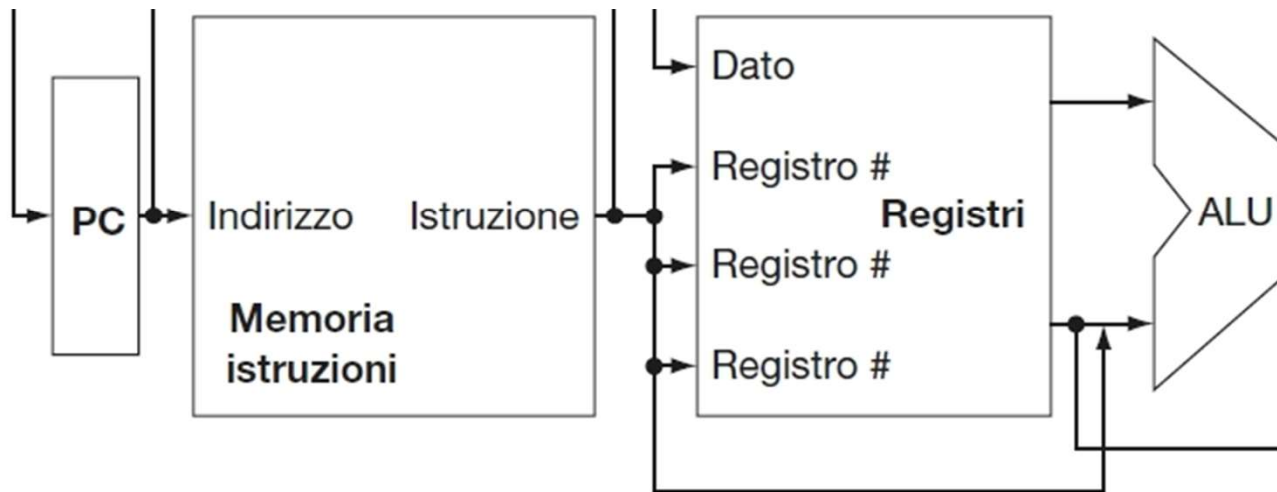 PC
Indirizzo
Istruzione
Memoria
istruzioni
Dato
Registro #
Registri
Registro #
Registro #
ALU